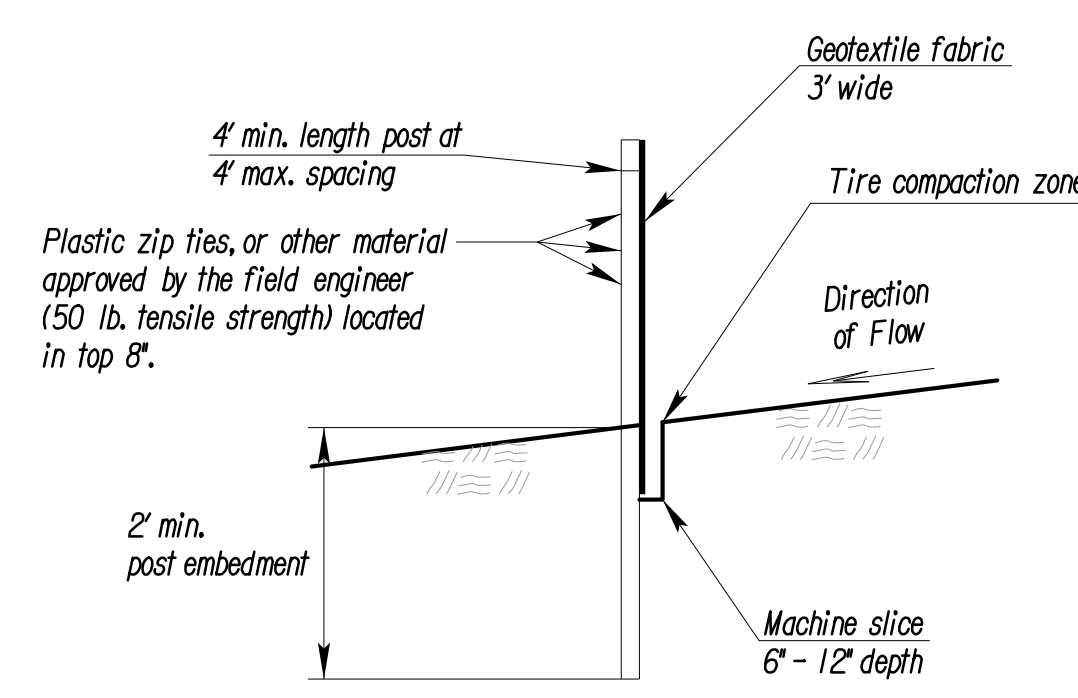 Geotextile fabric
3' wide
4' min. length post at
4' max. spacing
Tire compaction zone
Plastic zip ties, or other material
approved by the field engineer
(50 lb. tensile strength) located
in top 8".
Direction
of Flow
2' min.
post embedment
Machine slice
6" - 12" depth